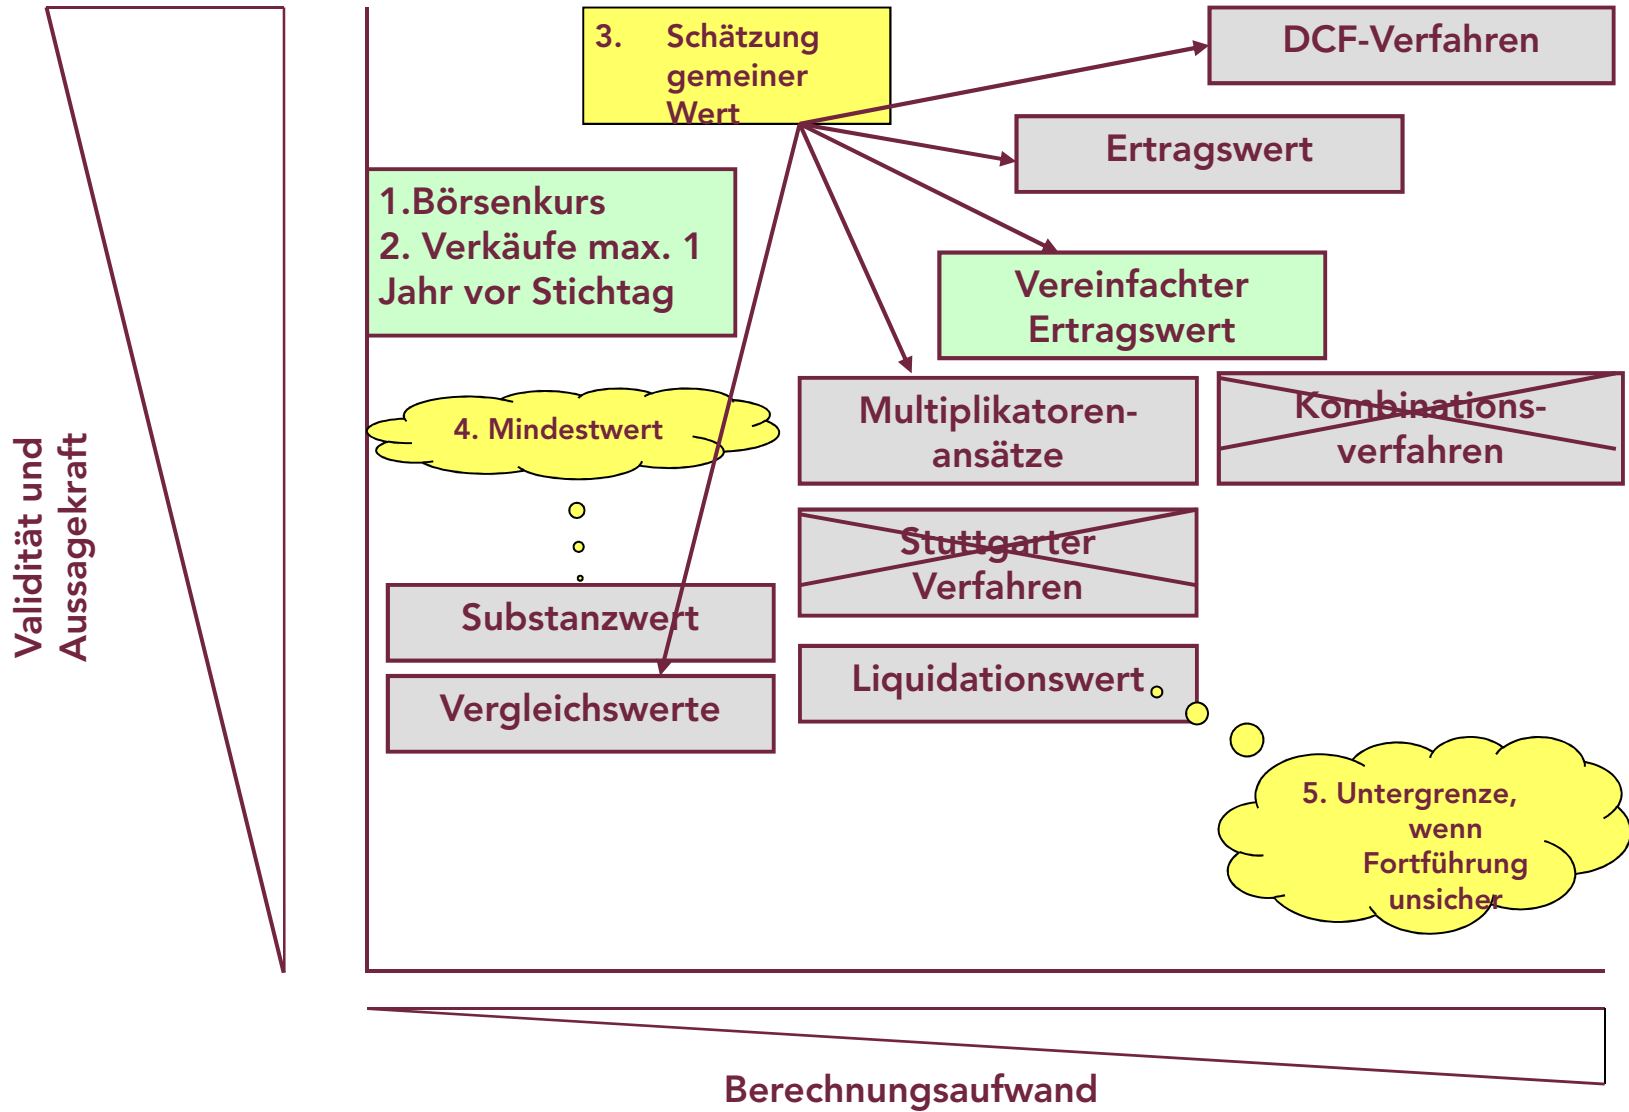 3. Schätzung
gemeiner
Wert
DCF-Verfahren
Ertragswert
1.Börsenkurs
2. Verkäufe max. 1
Jahr vor Stichtag
Vereinfachter
Ertragswert
4. Mindestwert
Multiplikatoren-
ansätze
Kombinations-
verfahren
Stuttgarter
Verfahren
Substanzwert
Vergleichswerte
Liquidationswert
5. Untergrenze,
wenn
Fortführung
unsicher
Validität und
Aussagekraft
Berechnungsaufwand